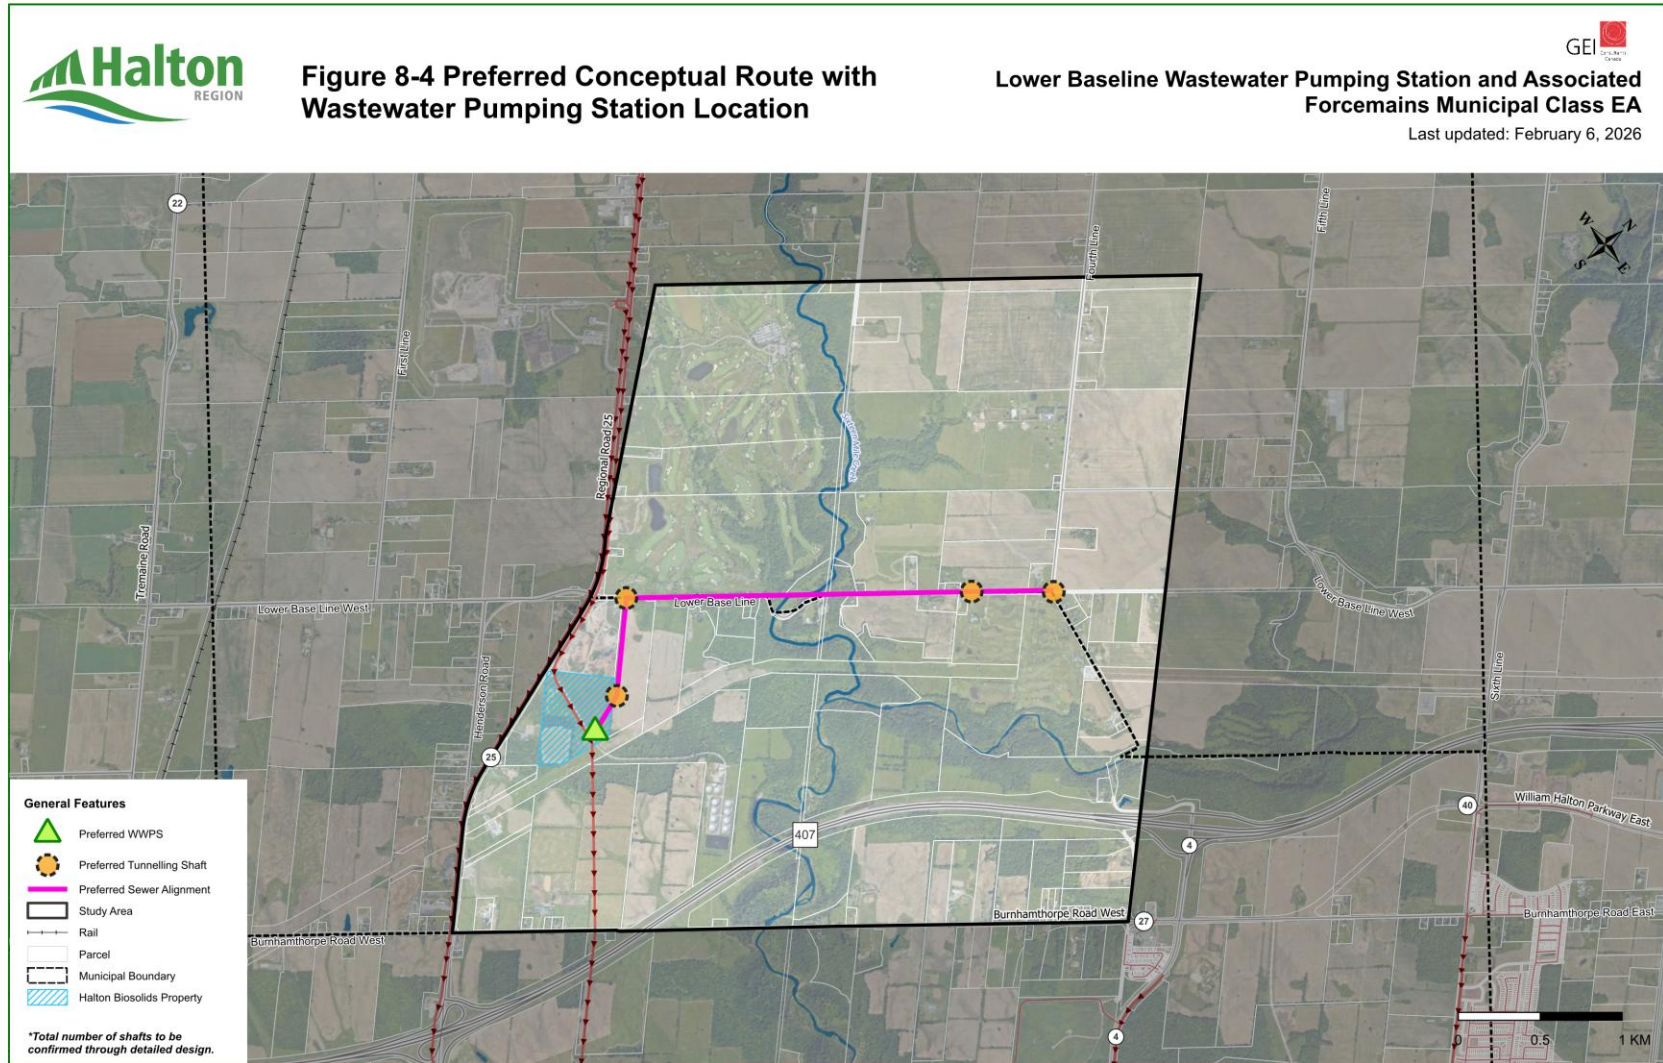 Halton
REGION
Figure 8-4 Preferred Conceptual Route with
Wastewater Pumping Station Location
GEI
Consultants
Canada
Lower Baseline Wastewater Pumping Station and Associated
Forcemains Municipal Class EA
Last updated: February 6, 2026
22
Fourth Line
Fifth Line
W
N
S
E
First Line
Regional Road 25
Sixteen Mile Creek
Tremaine Road
Lower Base Line West
Lower Base Line
Lower Base Line West
Henderson Road
Sixth Line
25
407
40
William Halton Parkway East
4
Burnhamthorpe Road West
27
Burnhamthorpe Road East
Burnhamthorpe Road West
4
General Features
Preferred WWPS
Preferred Tunnelling Shaft
Preferred Sewer Alignment
Study Area
Rail
Parcel
Municipal Boundary
Halton Biosolids Property
*Total number of shafts to be
confirmed through detailed design.
0 0.5 1 KM